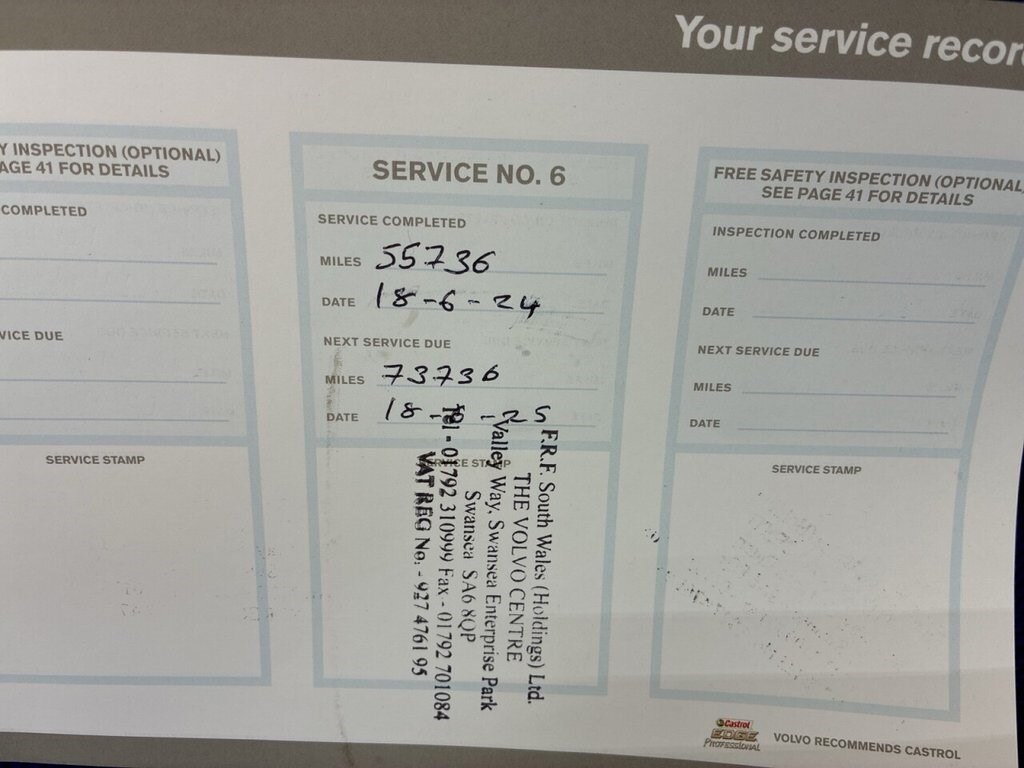 Your service recor
Y INSPECTION (OPTIONAL)
AGE 41 FOR DETAILS
COMPLETED
VICE DUE
SERVICE STAMP
SERVICE NO. 6
SERVICE COMPLETED
MILES 55736
DATE 18-6-24
NEXT SERVICE DUE
MILES 73736
DATE 18 - - 25
SERVICE STAMP
F.R.F. South Wales (Holdings) Ltd.
THE VOLVO CENTRE
Valley Way, Swansea Enterprise Park
Swansea SA6 8QP
Tel - 01792 310999 Fax - 01792 701084
VAT REG No. - 927 4761 95
FREE SAFETY INSPECTION (OPTIONAL
SEE PAGE 41 FOR DETAILS
INSPECTION COMPLETED
MILES
DATE
NEXT SERVICE DUE
MILES
DATE
SERVICE STAMP
Castrol
EDGE
PROFESSIONAL
VOLVO RECOMMENDS CASTROL